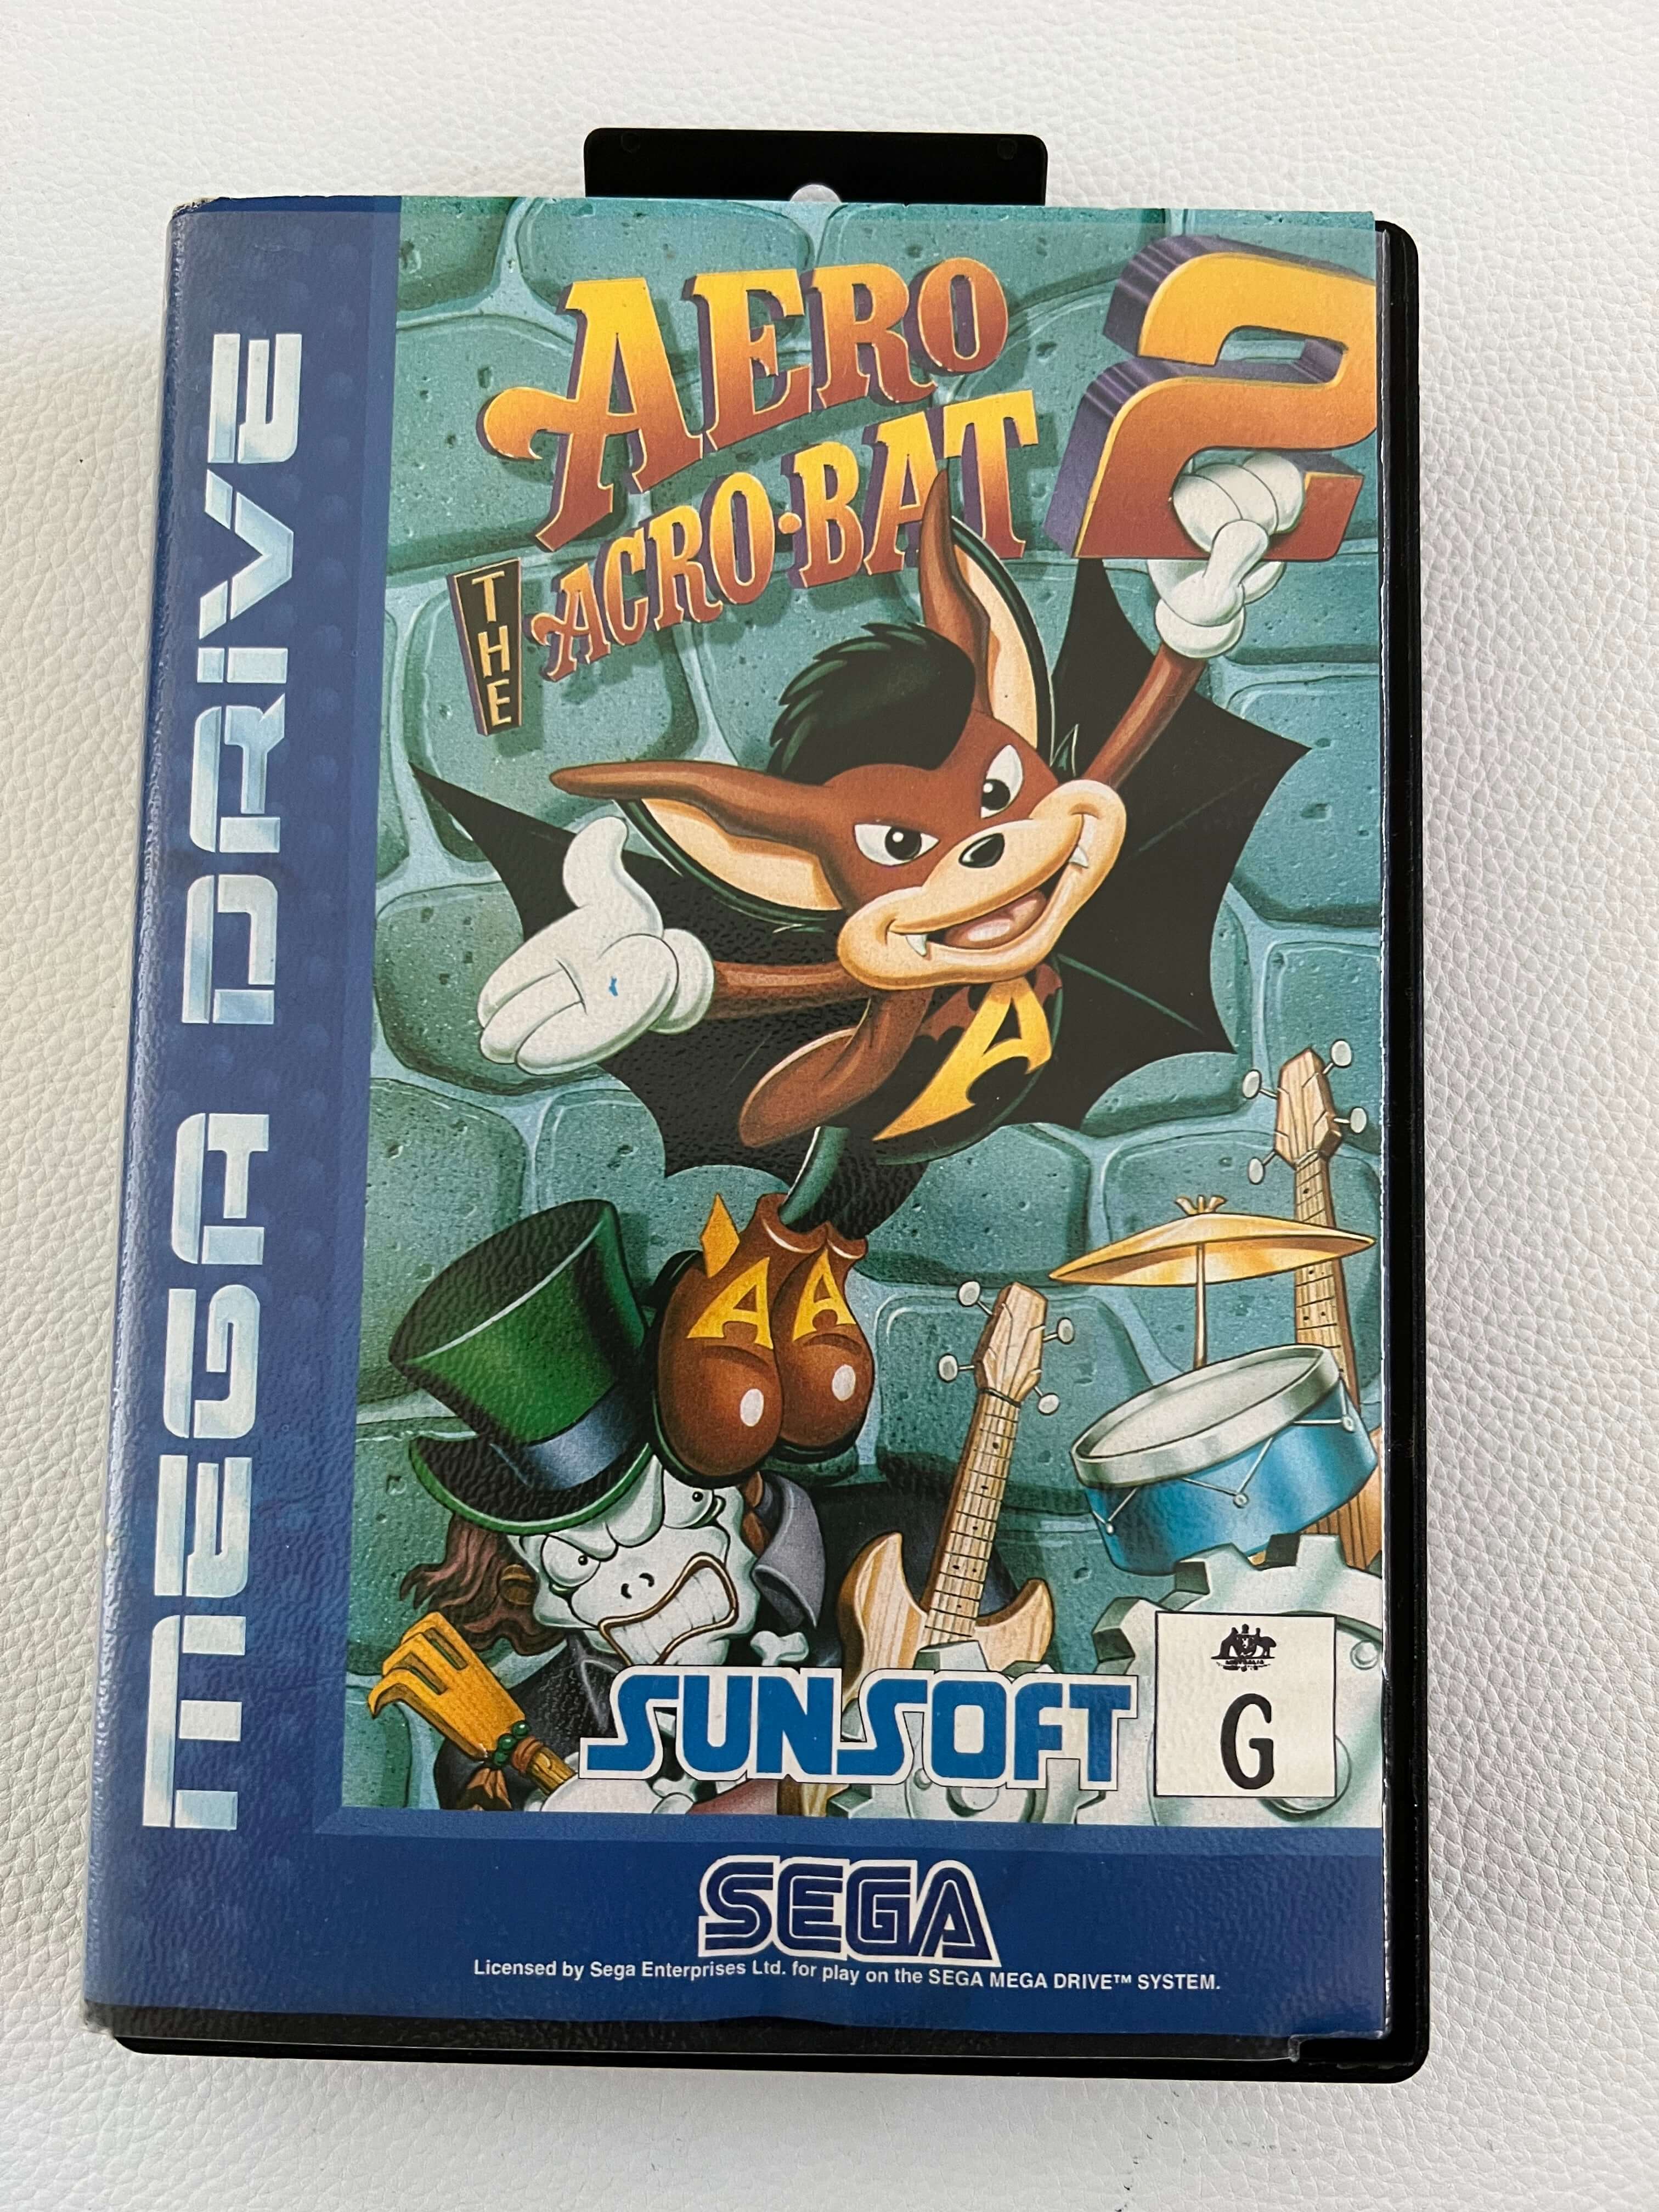 MEGA DRIVE
AERO
THE ACRO·BAT
2
A
A A
SUNSOFT
AUSTRALIA
G
SEGA
Licensed by Sega Enterprises Ltd. for play on the SEGA MEGA DRIVE™ SYSTEM.